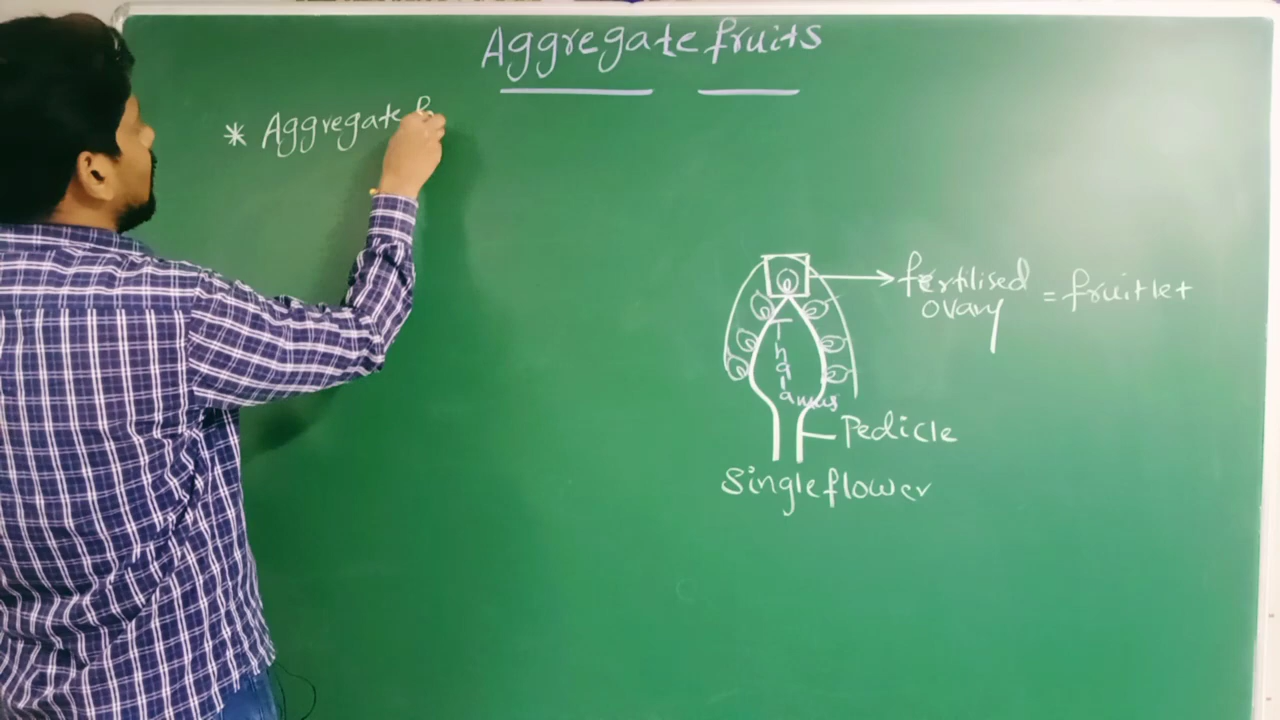 Aggregate fruits
* Aggregate f
fertilised
ovary
= fruitlet
Thalamus
Pedicle
Single flower